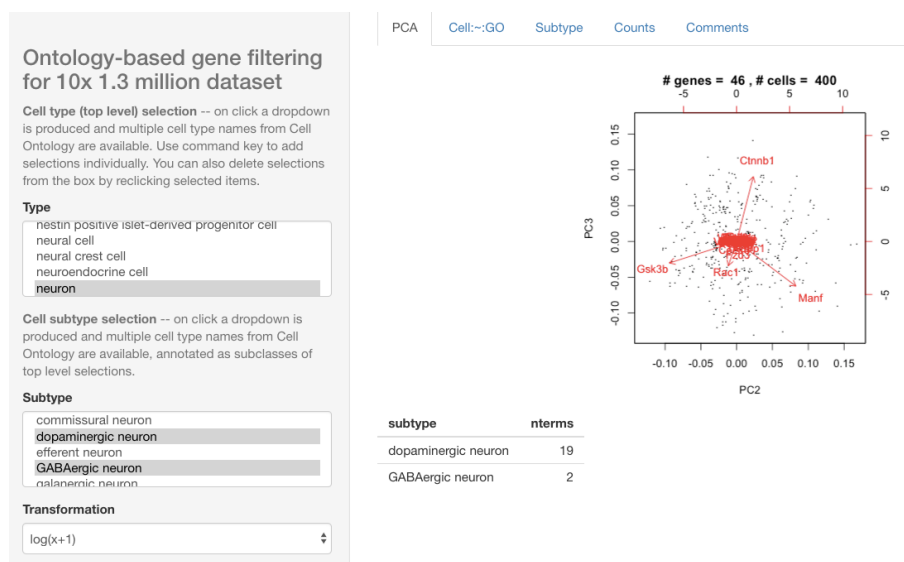 Ontology-based gene filtering
for 10x 1.3 million dataset
Cell type (top level) selection -- on click a dropdown
is produced and multiple cell type names from Cell
Ontology are available. Use command key to add
selections individually. You can also delete selections
from the box by reclicking selected items.
Type
nestin positive islet-derived progenitor cell
neural cell
neural crest cell
neuroendocrine cell
neuron
Cell subtype selection -- on click a dropdown is
produced and multiple cell type names from Cell
Ontology are available, annotated as subclasses of
top level selections.
Subtype
commissural neuron
dopaminergic neuron
efferent neuron
GABAergic neuron
galanergic neuron
Transformation
log(x+1)
PCA Cell:~:GO Subtype Counts Comments
# genes = 46 , # cells = 400
-5 0 5 10
0.15
0.10
0.05
0.00
-0.05
-0.10
PC3
10
5
0
-5
Ctnnb1
Gsk3b
Rac1
Manf
-0.10 -0.05 0.00 0.05 0.10 0.15
PC2
subtype nterms
dopaminergic neuron 19
GABAergic neuron 2